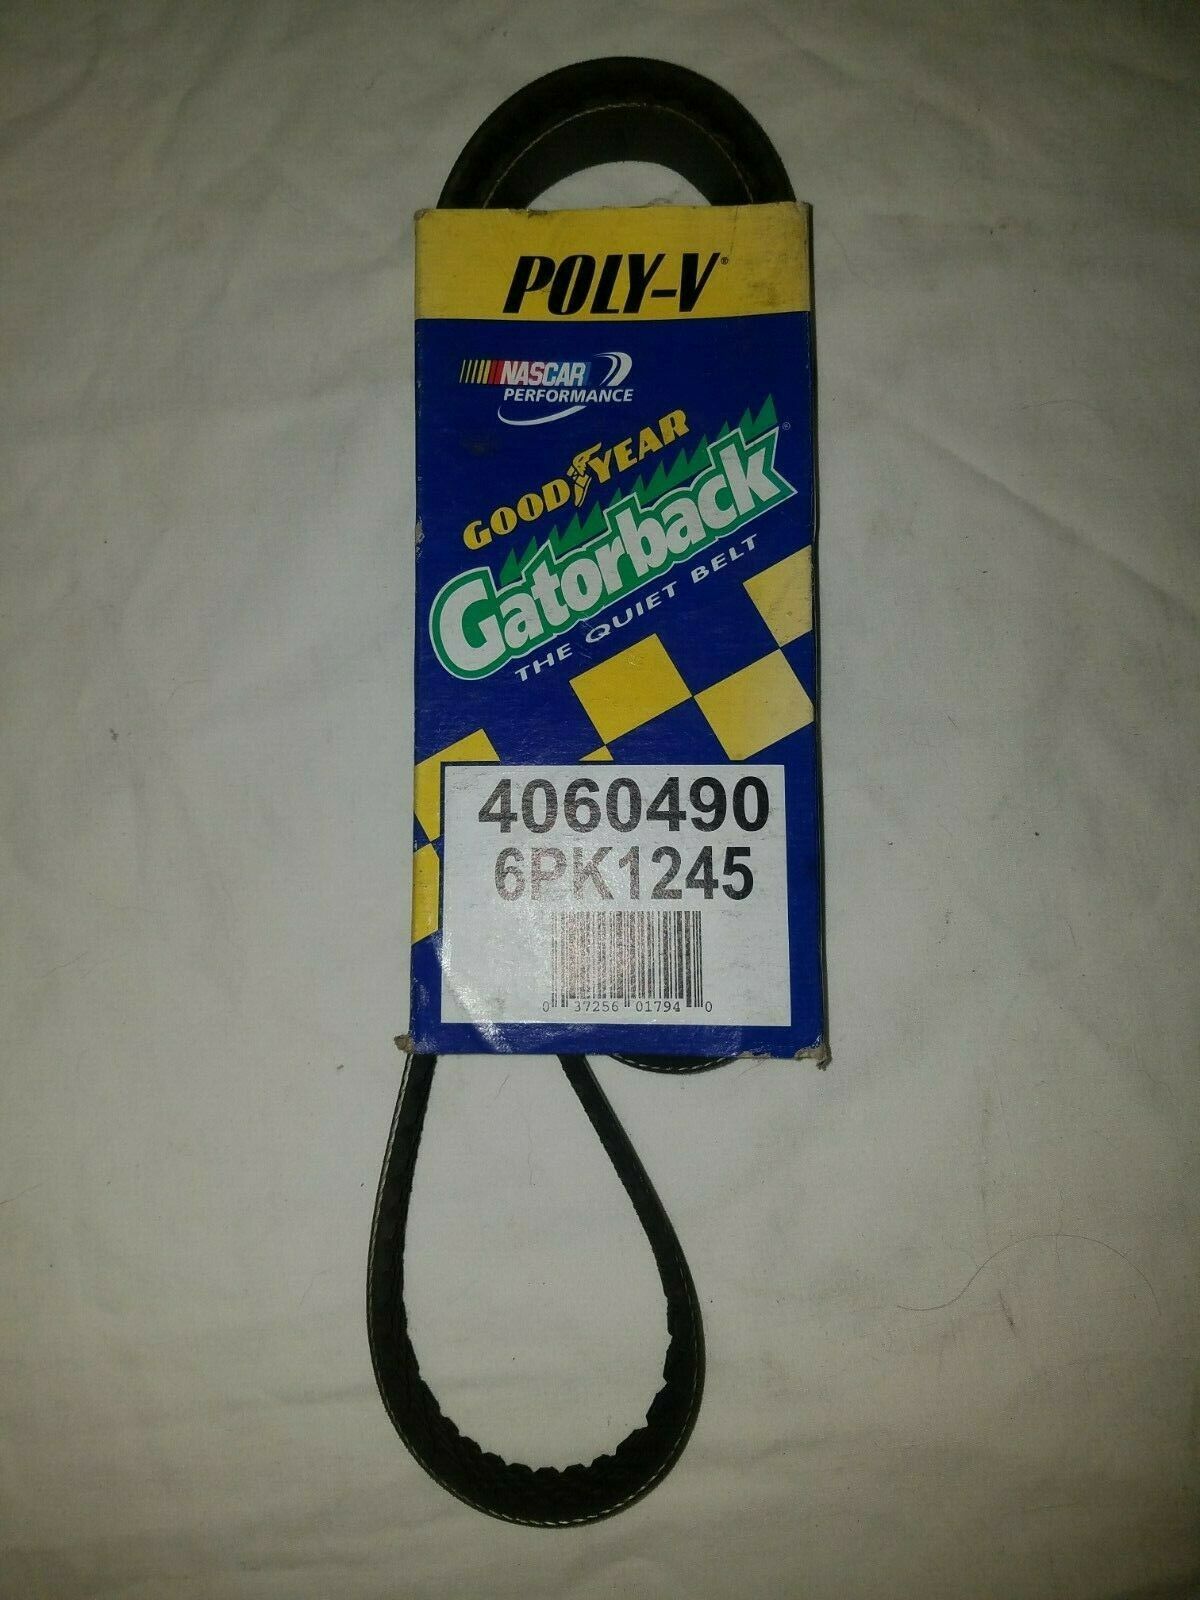 POLY-V®
NASCAR
PERFORMANCE
GOODYEAR
Gatorback®
THE QUIET BELT
4060490
6PK1245
0 37256 01794 0